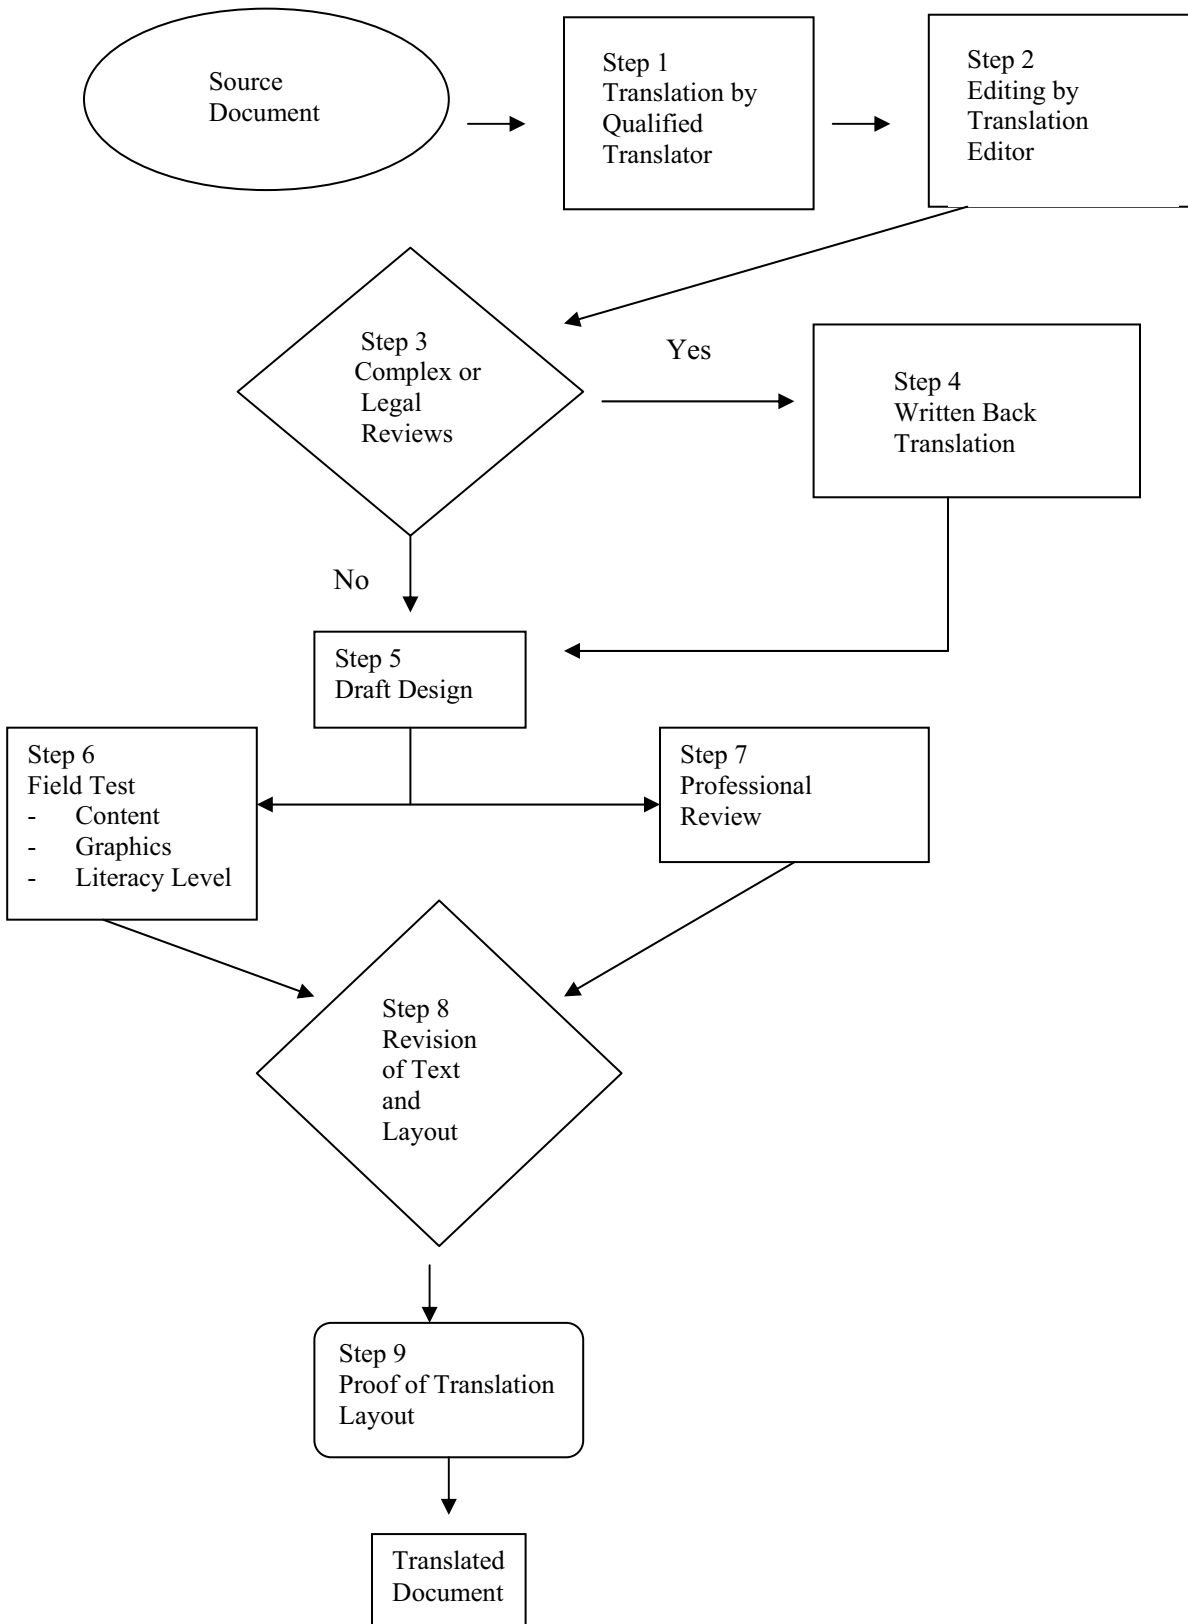 Source
Document
Step 1
Translation by
Qualified
Translator
Step 2
Editing by
Translation
Editor
Step 3
Complex or
Legal
Reviews
Yes
Step 4
Written Back
Translation
No
Step 5
Draft Design
Step 6
Field Test
- Content
- Graphics
- Literacy Level
Step 7
Professional
Review
Step 8
Revision
of Text
and
Layout
Step 9
Proof of Translation
Layout
Translated
Document